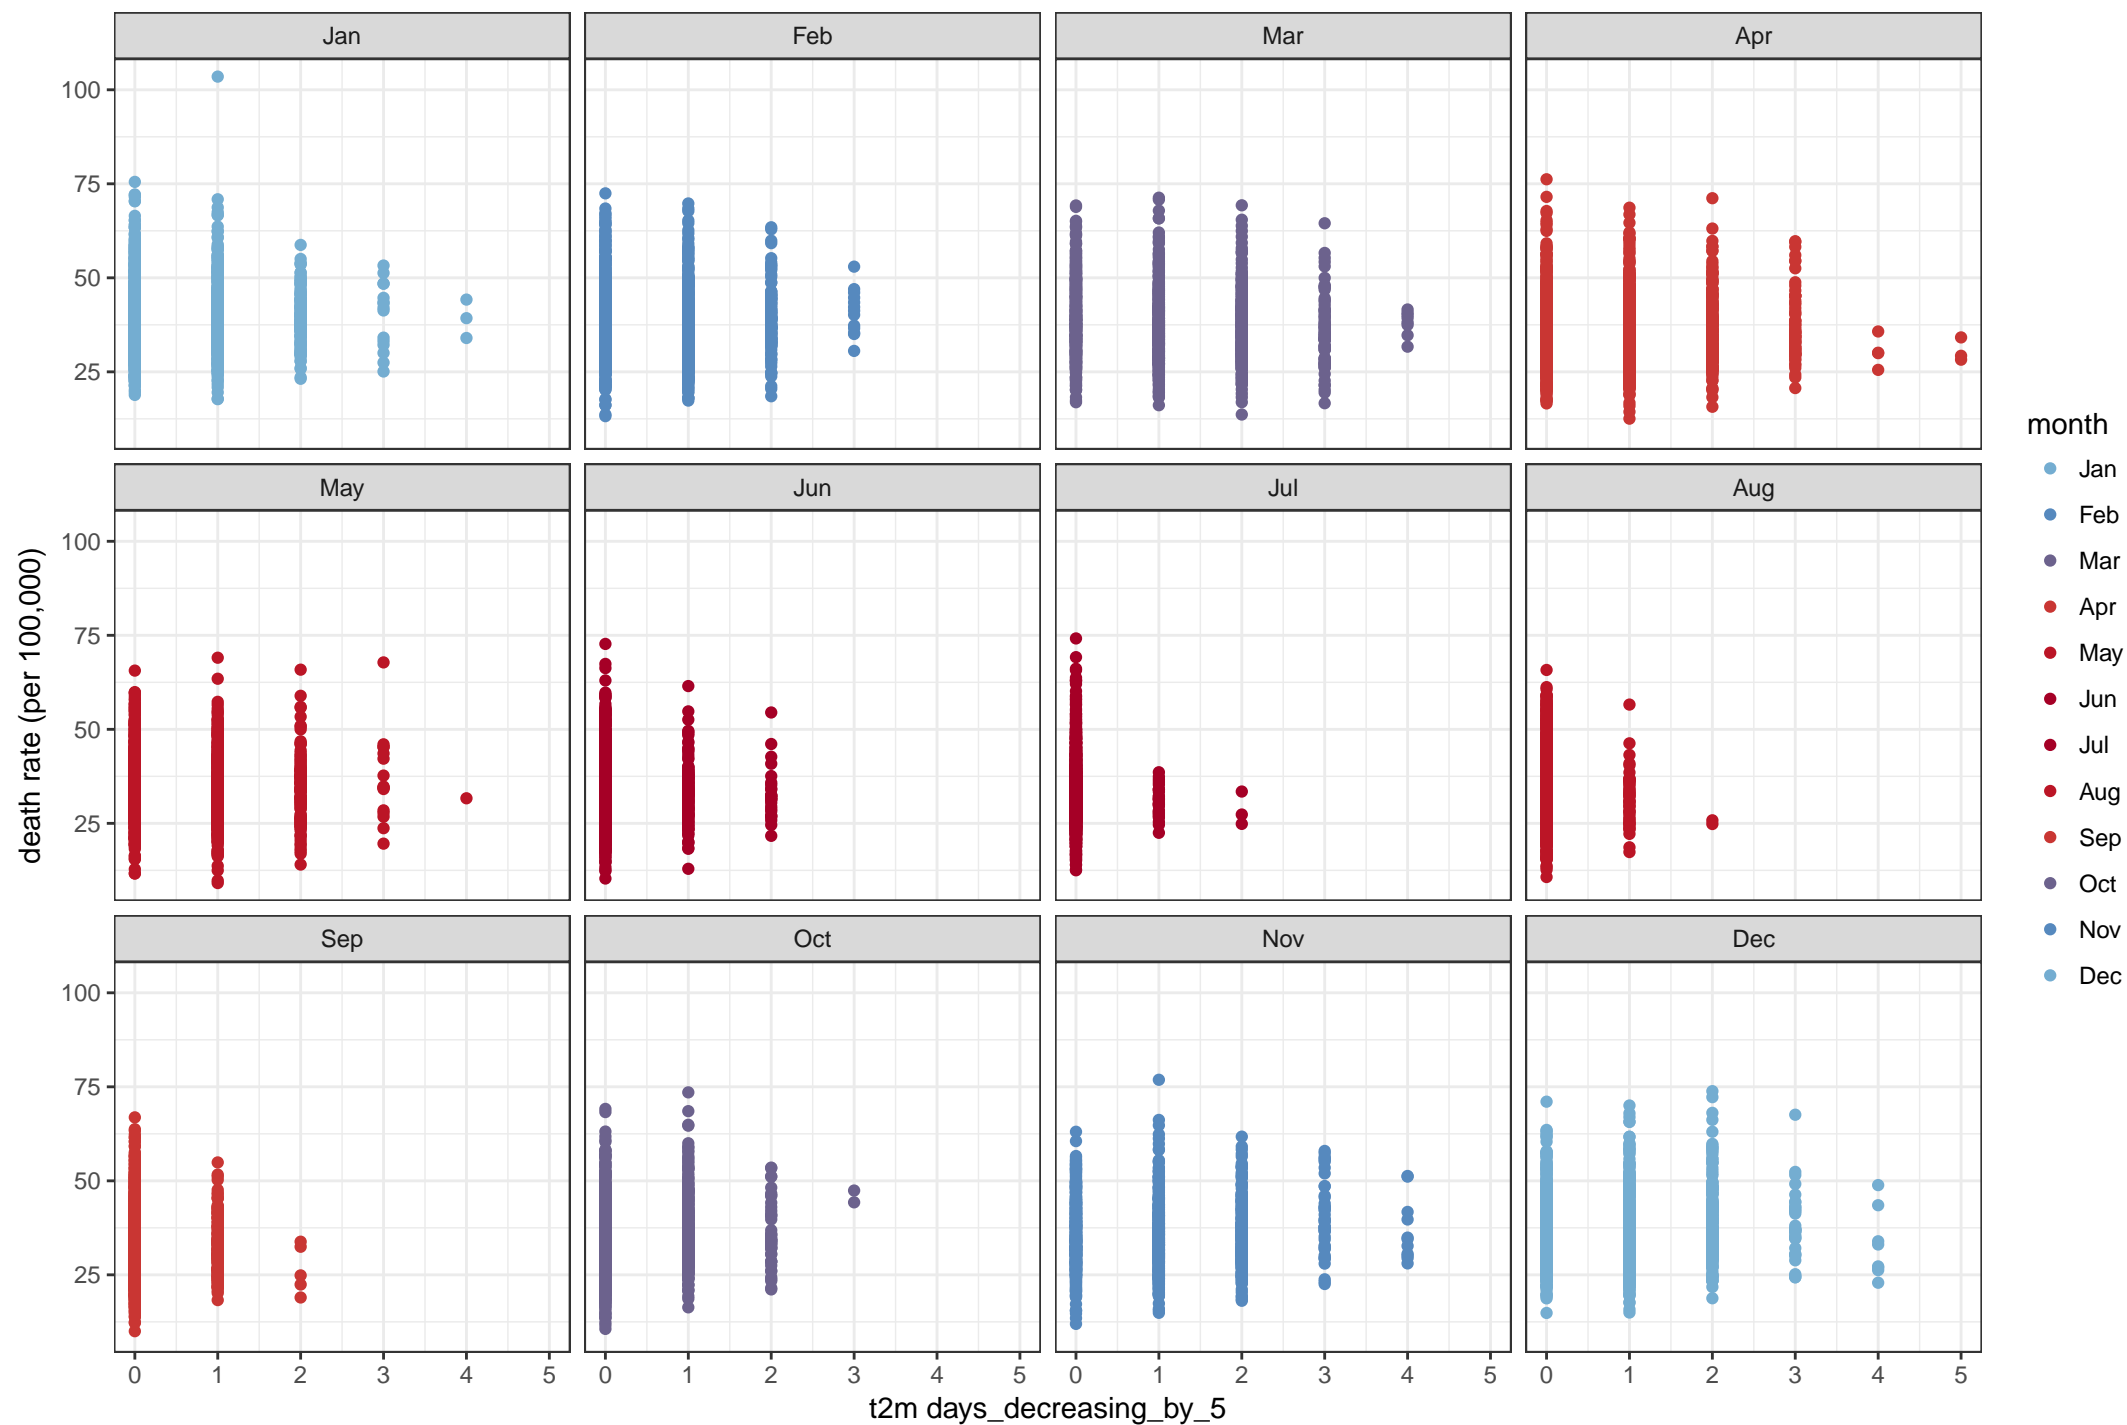 Jan Feb Mar Apr
100
75
50
25
May Jun Jul Aug
100
75
50
25
Sep Oct Nov Dec
100
75
50
25
0 1 2 3 4 5 0 1 2 3 4 5 0 1 2 3 4 5 0 1 2 3 4 5
t2m days_decreasing_by_5
death rate (per 100,000)
month
Jan
Feb
Mar
Apr
May
Jun
Jul
Aug
Sep
Oct
Nov
Dec